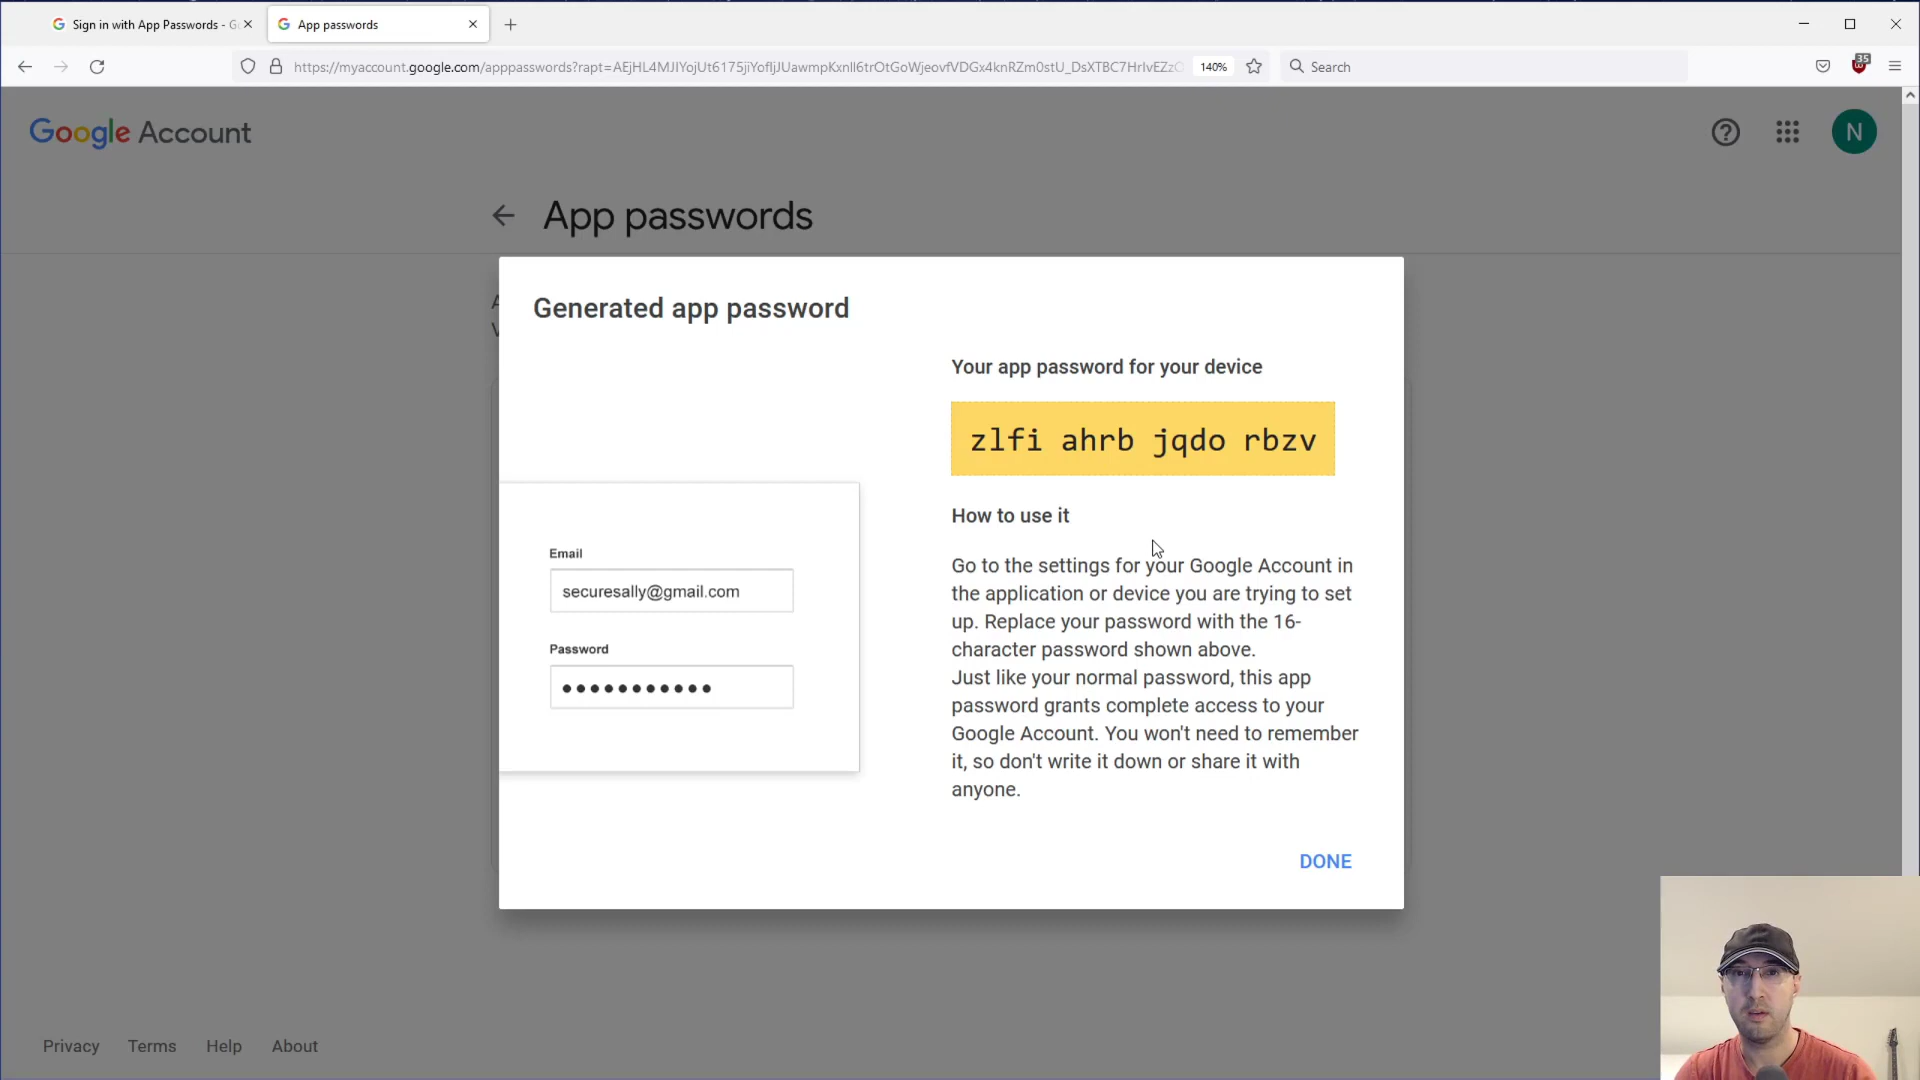 Sign in with App Passwords - G
App passwords
https://myaccount.google.com/apppasswords?rapt=
140%
Search
35
Google Account
N
App passwords
Generated app password
Your app password for your device
zlfi ahrb jqdo rbzv
How to use it
Go to the settings for your Google Account in
the application or device you are trying to set
up. Replace your password with the 16-
character password shown above.
Just like your normal password, this app
password grants complete access to your
Google Account. You won't need to remember
it, so don't write it down or share it with
anyone.
Email
securesally@gmail.com
Password
DONE
Privacy
Terms
Help
About